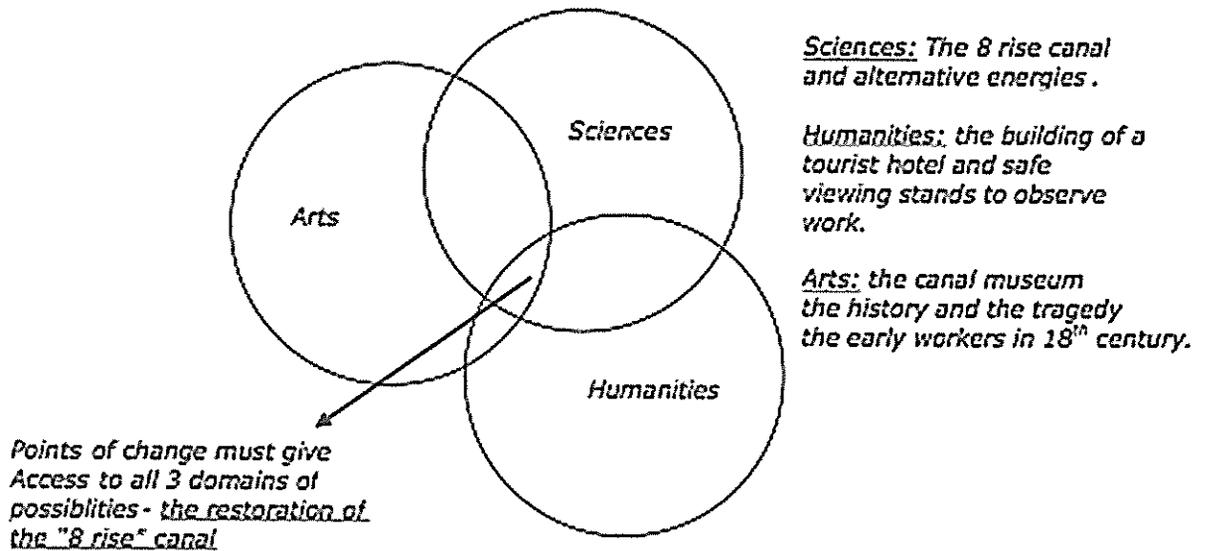 Sciences: The 8 rise canal
and alternative energies.
Sciences
Humanities: the building of a
tourist hotel and safe
viewing stands to observe
work.
Arts
Arts: the canal museum
the history and the tragedy
the early workers in 18th century.
Humanities
Points of change must give
Access to all 3 domains of
possiblities - the restoration of
the "8 rise" canal